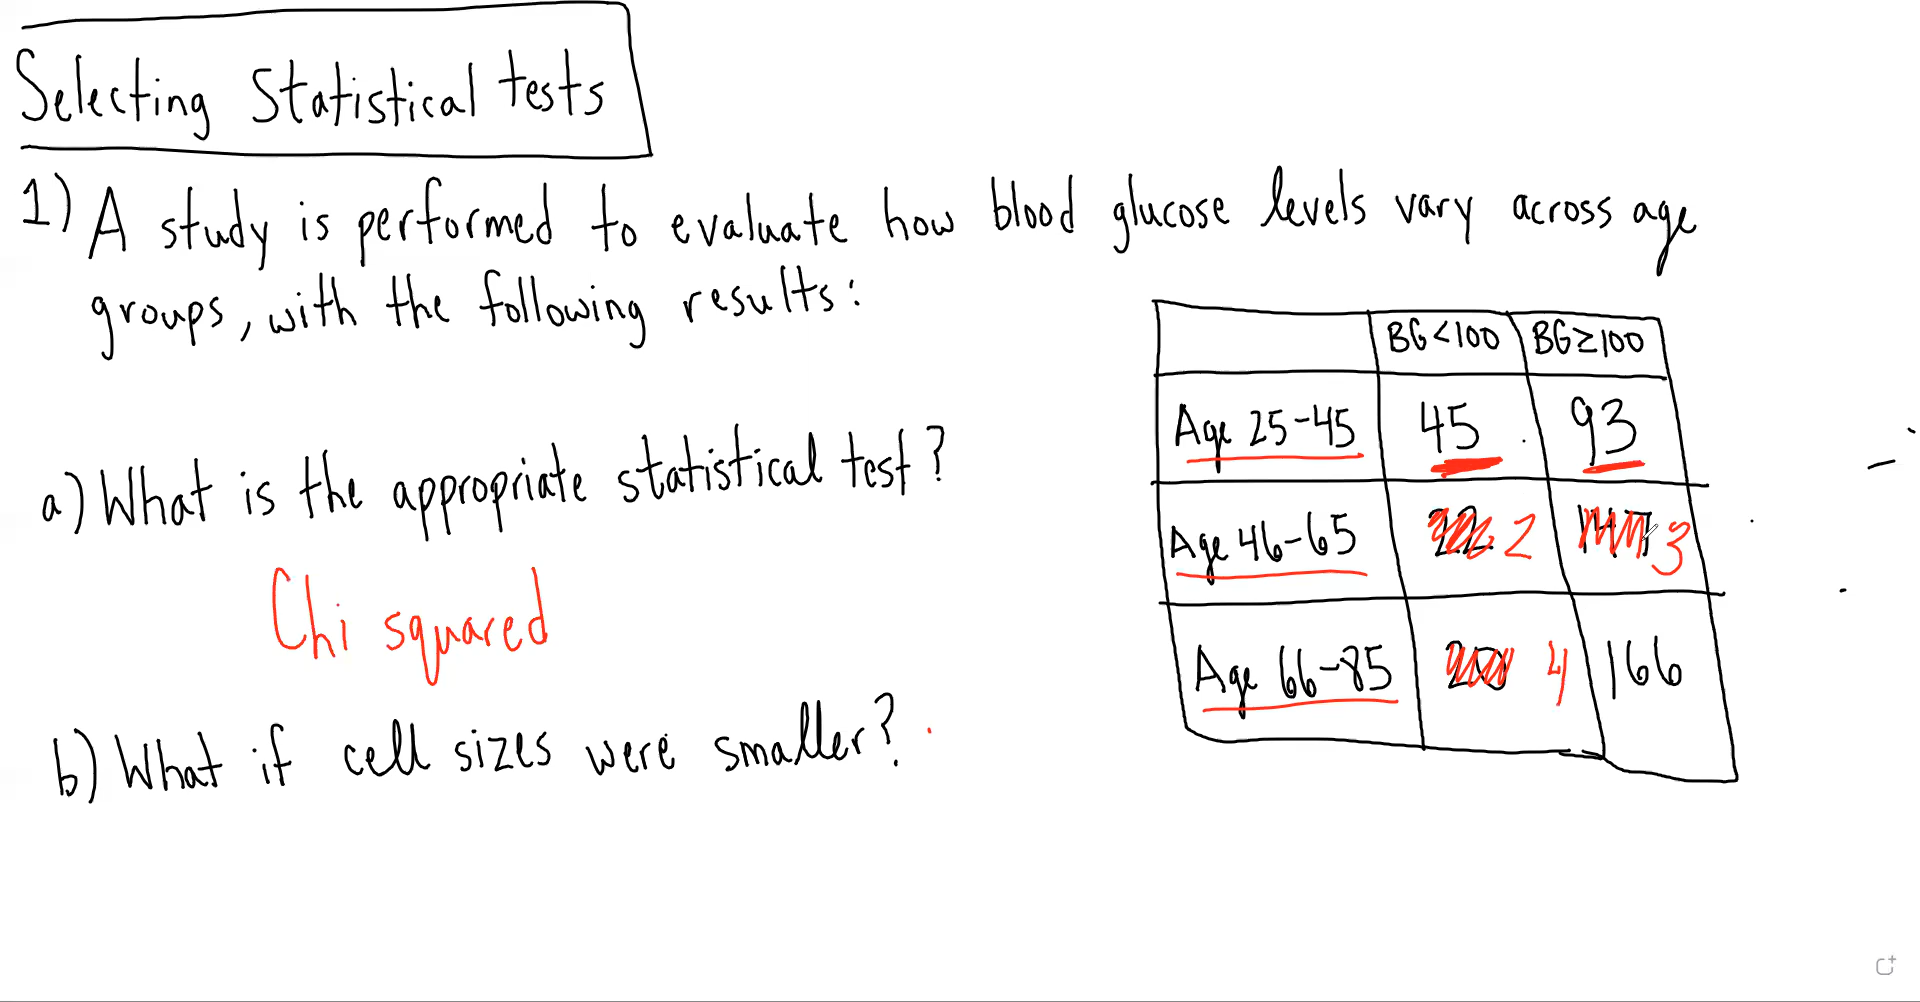 Selecting Statistical tests
1) A study is performed to evaluate how blood glucose levels vary across age
groups, with the following results:
BG<100 BG≥100
Age 25-45 45 93
a) What is the appropriate statistical test?
Age 46-65 2 3
Chi squared
Age 66-85 4 166
b) What if cell sizes were smaller?